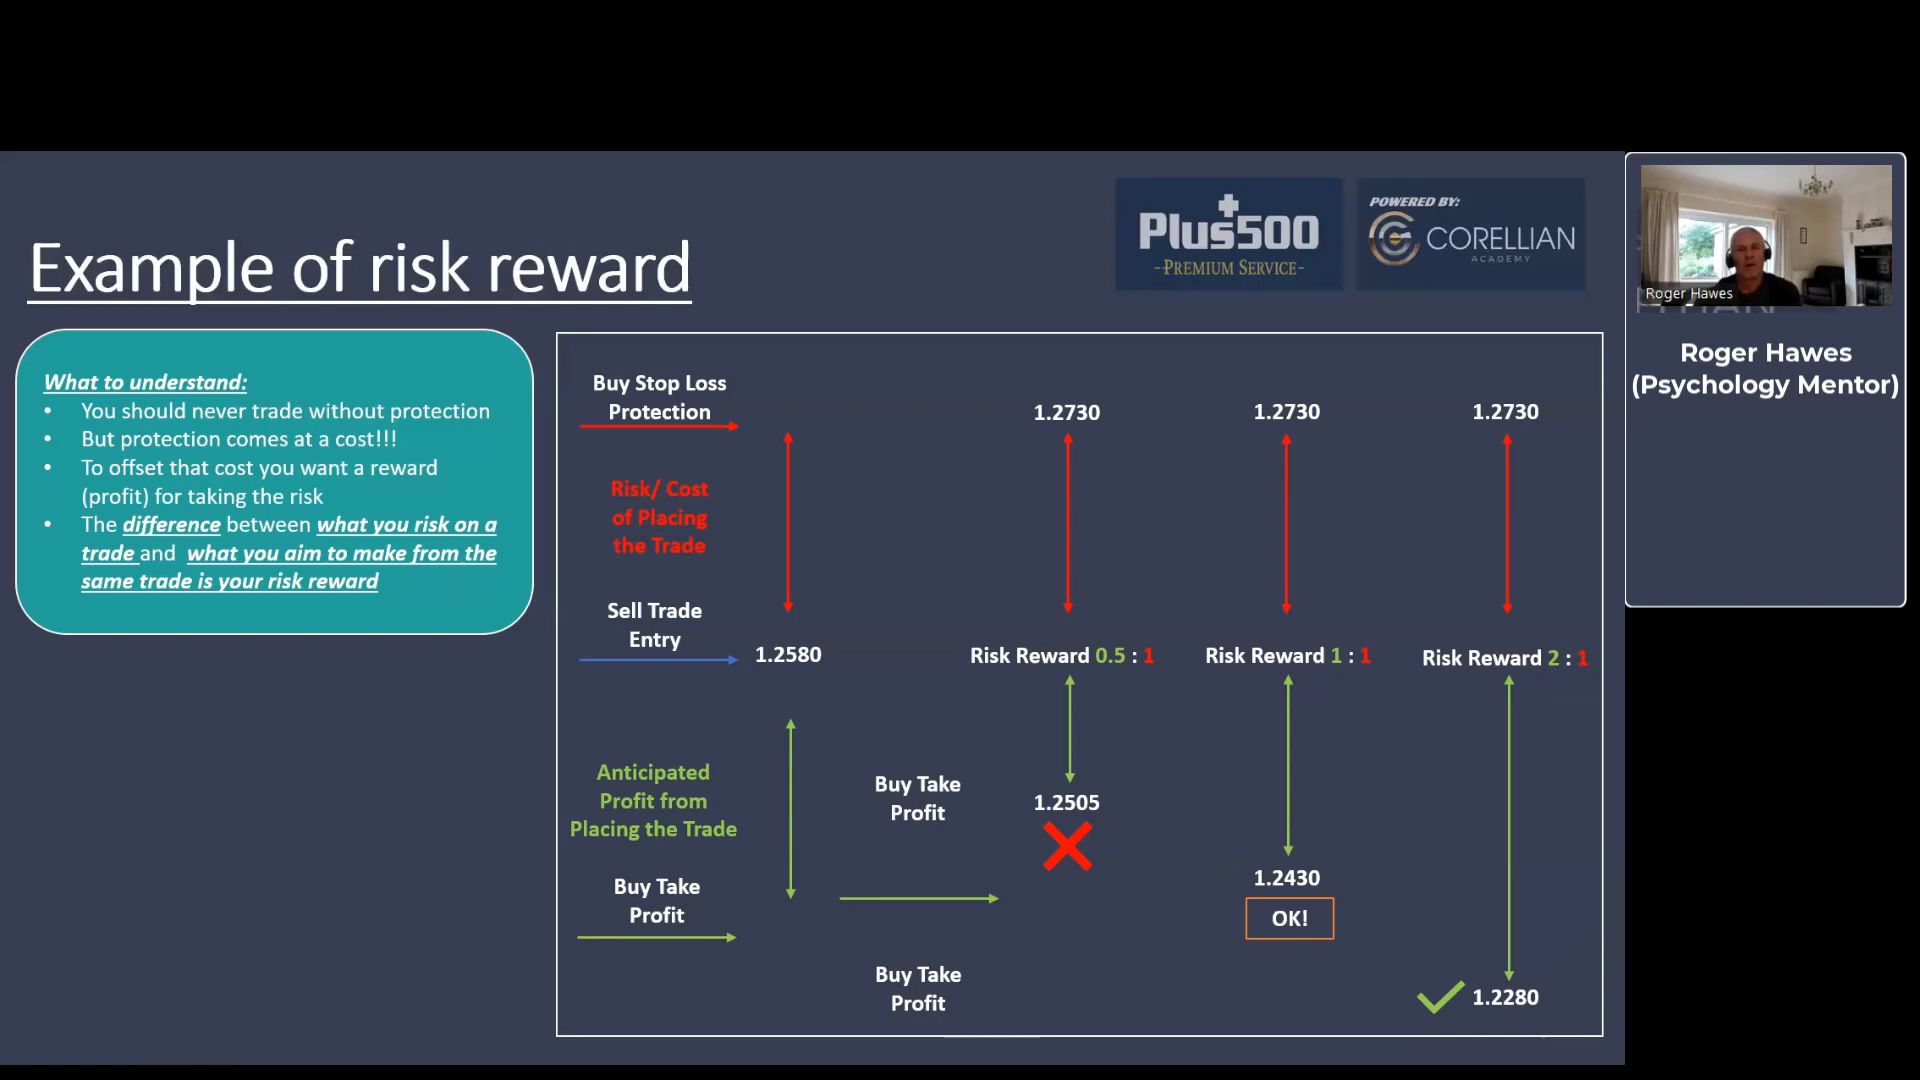 Example of risk reward
Plus500
-PREMIUM SERVICE-
POWERED BY:
CORELLIAN
ACADEMY
Roger Hawes
Roger Hawes
(Psychology Mentor)
What to understand:
• You should never trade without protection
• But protection comes at a cost!!!
• To offset that cost you want a reward
(profit) for taking the risk
• The difference between what you risk on a
trade and what you aim to make from the
same trade is your risk reward
Buy Stop Loss
Protection
1.2730
1.2730
1.2730
Risk/ Cost
of Placing
the Trade
Sell Trade
Entry
1.2580
Risk Reward 0.5 : 1
Risk Reward 1 : 1
Risk Reward 2 : 1
Anticipated
Profit from
Placing the Trade
Buy Take
Profit
1.2505
Buy Take
Profit
1.2430
OK!
Buy Take
Profit
1.2280